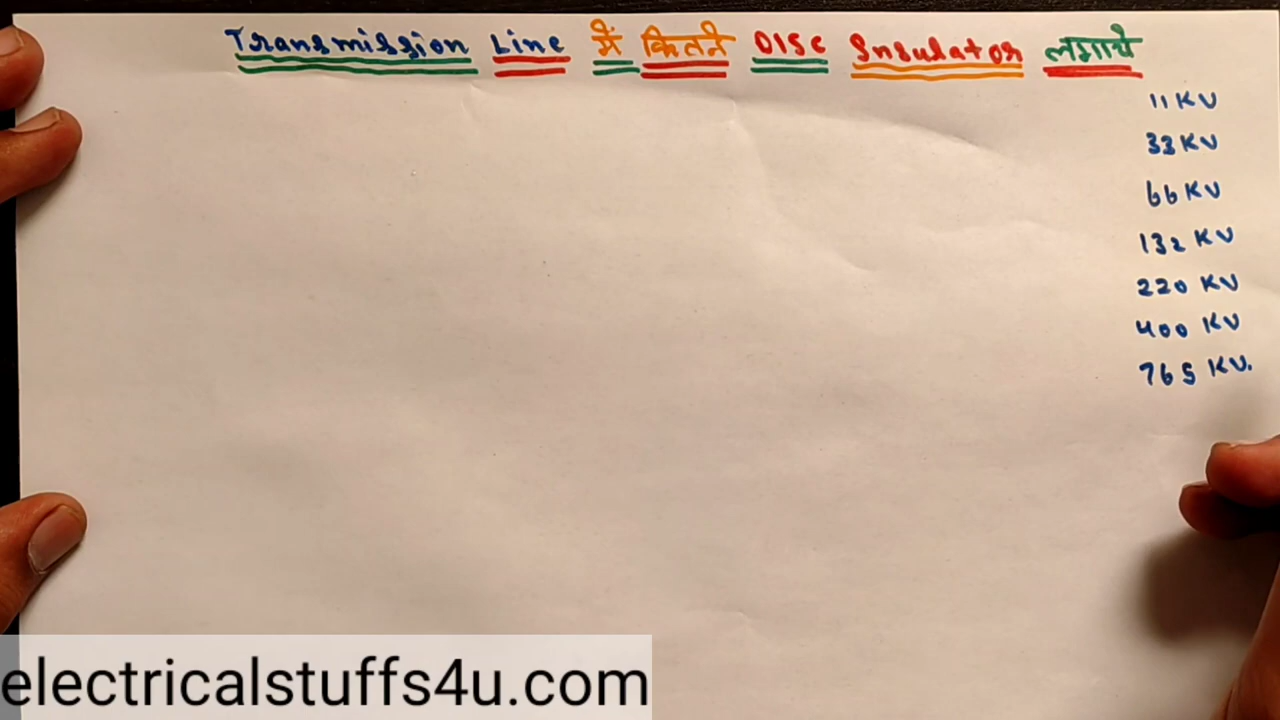 Transmission Line में कितने DISC Insulator लगाये
11 KV
33 KV
66 KV
132 KV
220 KV
400 KV
765 KV.
electricalstuffs4u.com